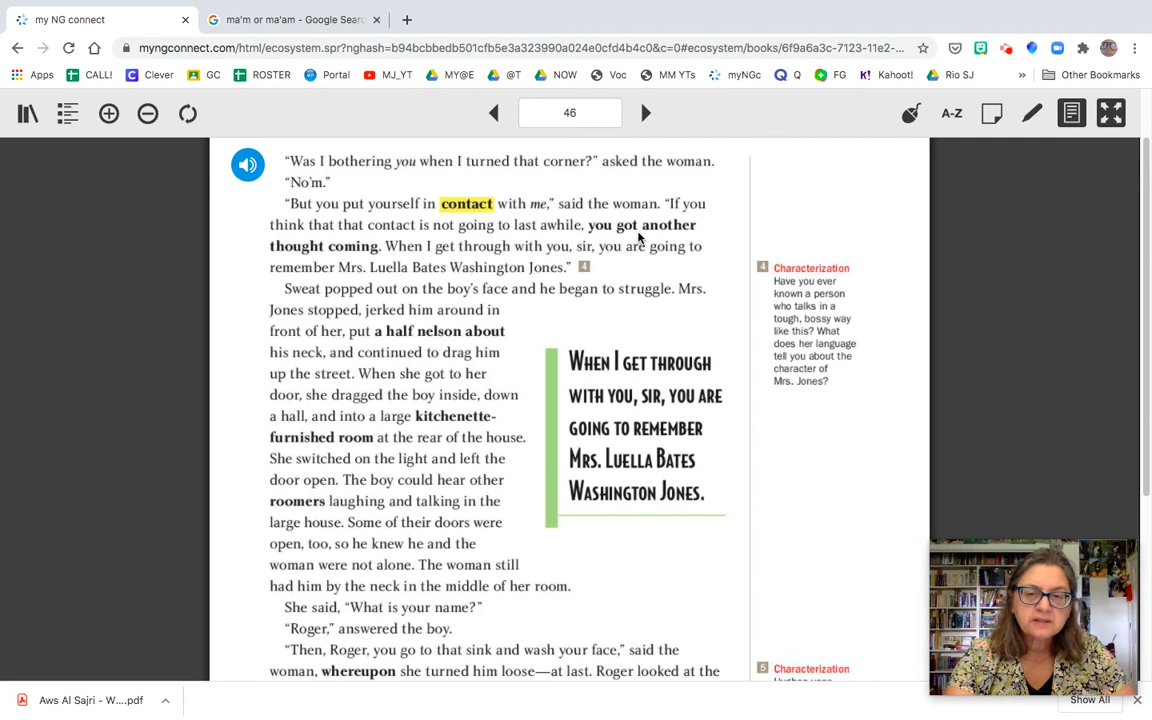 my NG connect
ma'm or ma'am - Google Searc
myngconnect.com/html/ecosystem.spr?nghash=b94bcbbedb501cfb5e3a323990a024e0cfd4b4c0&c=0#ecosystem/books/6f9a6a3c-7123-11e2-...
Apps CALL! Clever GC ROSTER Portal MJ_YT MY@E @T NOW Voc MM YTs myNGc Q FG Kahoot! Rio SJ » Other Bookmarks
46
A-Z
“Was I bothering you when I turned that corner?” asked the woman.
“No’m.”
“But you put yourself in contact with me,” said the woman. “If you
think that that contact is not going to last awhile, you got another
thought coming. When I get through with you, sir, you are going to
remember Mrs. Luella Bates Washington Jones.” 4
Sweat popped out on the boy’s face and he began to struggle. Mrs.
Jones stopped, jerked him around in
front of her, put a half nelson about
his neck, and continued to drag him
up the street. When she got to her
door, she dragged the boy inside, down
a hall, and into a large kitchenette-
furnished room at the rear of the house.
She switched on the light and left the
door open. The boy could hear other
roomers laughing and talking in the
large house. Some of their doors were
open, too, so he knew he and the
woman were not alone. The woman still
had him by the neck in the middle of her room.
She said, “What is your name?”
“Roger,” answered the boy.
“Then, Roger, you go to that sink and wash your face,” said the
woman, whereupon she turned him loose—at last. Roger looked at the
When I get through
with you, sir, you are
going to remember
Mrs. Luella Bates
Washington Jones.
4 Characterization
Have you ever
known a person
who talks in a
tough, bossy way
like this? What
does her language
tell you about the
character of
Mrs. Jones?
5 Characterization
Aws Al Sajri - W....pdf
Show All